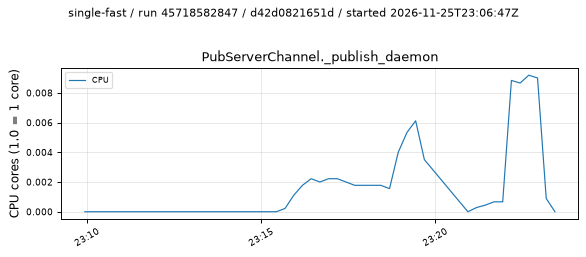 single-fast / run 45718582847 / d42d0821651d / started 2026-11-25T23:06:47Z
PubServerChannel._publish_daemon
CPU
CPU cores (1.0 = 1 core)
0.008
0.006
0.004
0.002
0.000
23:10
23:15
23:20